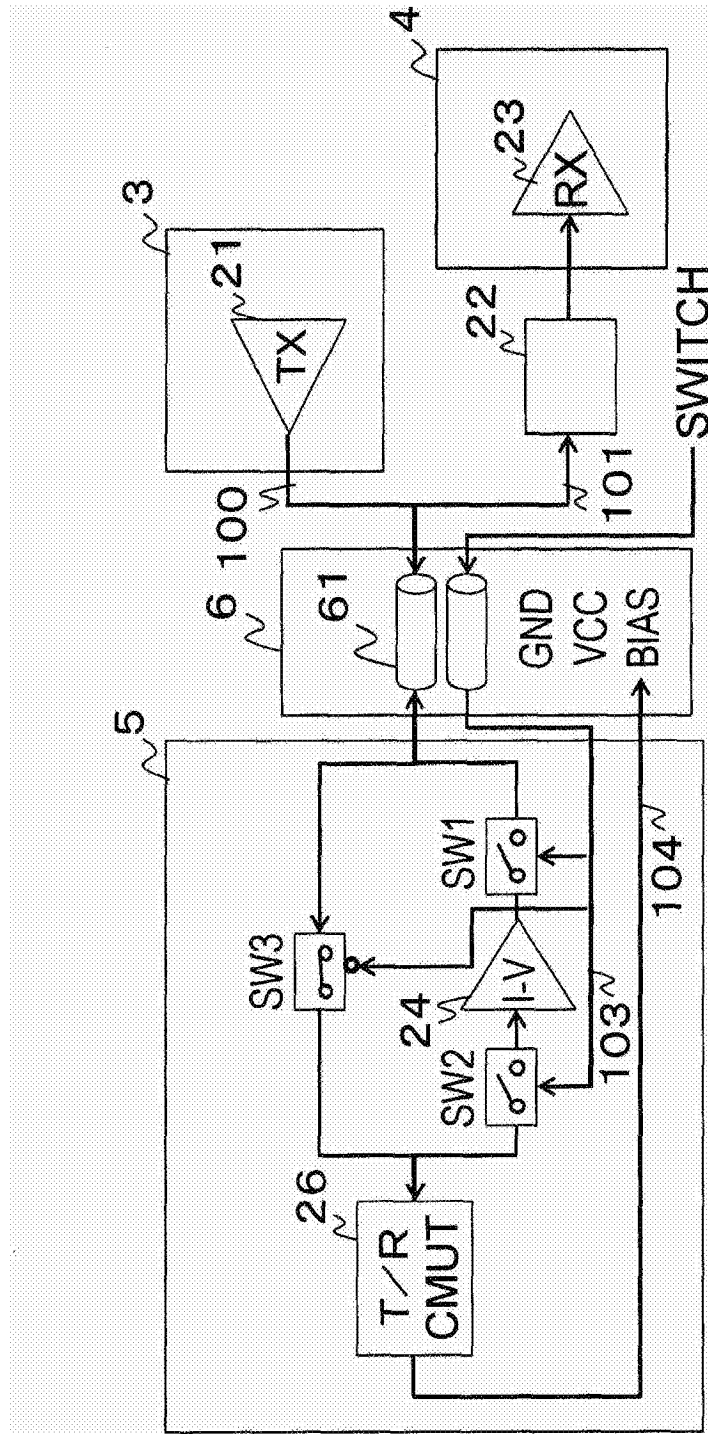 5
6
3
4
26
T/R
CMUT
SW3
SW2
24
I-V
SW1
61
100
TX
21
101
22
RX
23
GND
VCC
BIAS
103
104
SWITCH